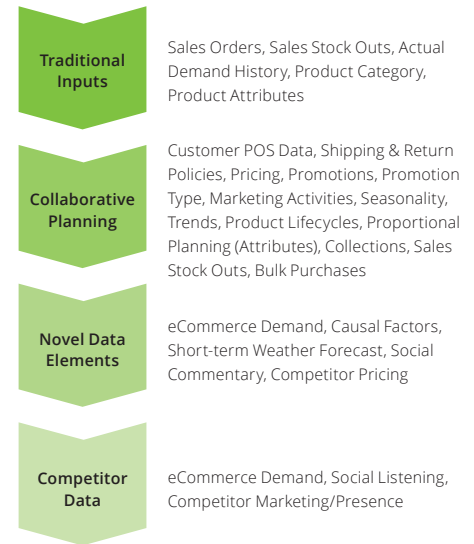 Traditional
Inputs
Sales Orders, Sales Stock Outs, Actual
Demand History, Product Category,
Product Attributes
Collaborative
Planning
Customer POS Data, Shipping & Return
Policies, Pricing, Promotions, Promotion
Type, Marketing Activities, Seasonality,
Trends, Product Lifecycles, Proportional
Planning (Attributes), Collections, Sales
Stock Outs, Bulk Purchases
Novel Data
Elements
eCommerce Demand, Causal Factors,
Short-term Weather Forecast, Social
Commentary, Competitor Pricing
Competitor
Data
eCommerce Demand, Social Listening,
Competitor Marketing/Presence